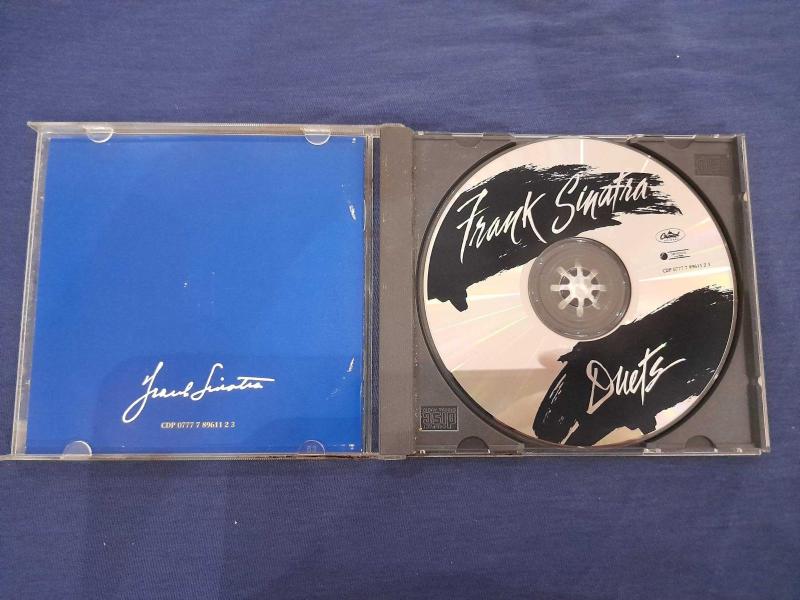 Frank Sinatra
CDP 0777 7 89611 2 3
Frank Sinatra
Capitol
CDP 0777 7 89611 2 3
Duets